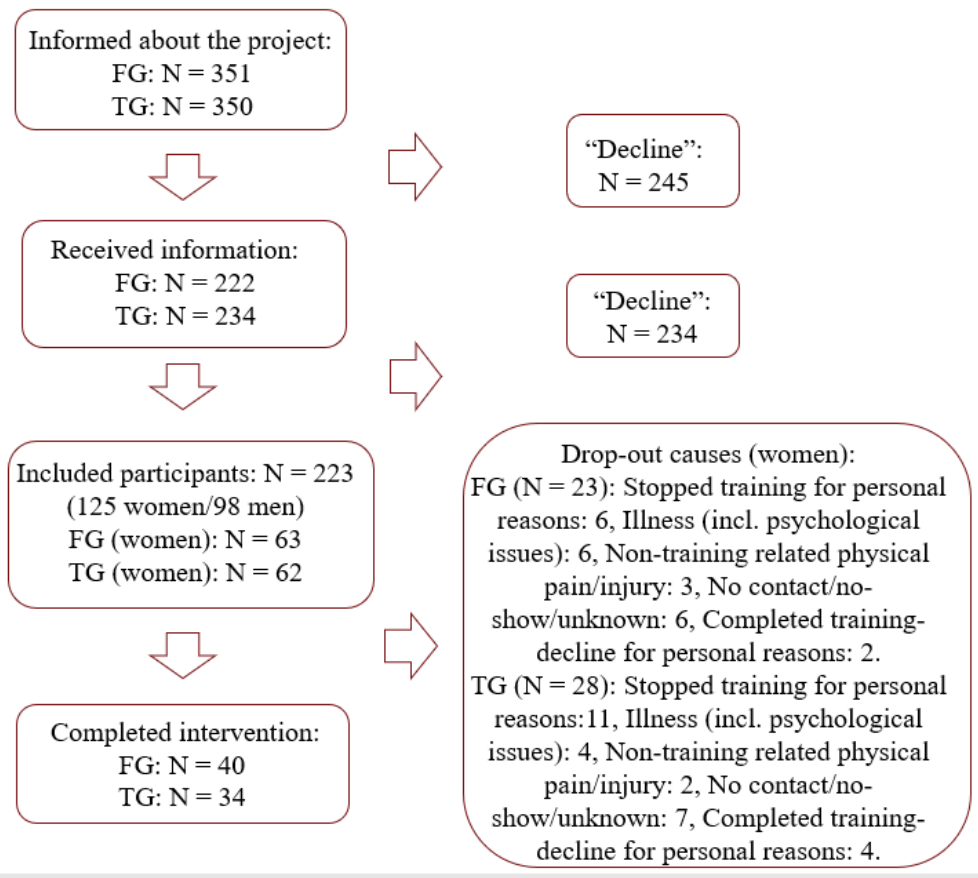 Informed about the project:
FG: N = 351
TG: N = 350
“Decline”:
N = 245
Received information:
FG: N = 222
TG: N = 234
“Decline”:
N = 234
Included participants: N = 223
(125 women/98 men)
FG (women): N = 63
TG (women): N = 62
Drop-out causes (women):
FG (N = 23): Stopped training for personal
reasons: 6, Illness (incl. psychological
issues): 6, Non-training related physical
pain/injury: 3, No contact/no-
show/unknown: 6, Completed training-
decline for personal reasons: 2.
TG (N = 28): Stopped training for personal
reasons:11, Illness (incl. psychological
issues): 4, Non-training related physical
pain/injury: 2, No contact/no-
show/unknown: 7, Completed training-
decline for personal reasons: 4.
Completed intervention:
FG: N = 40
TG: N = 34